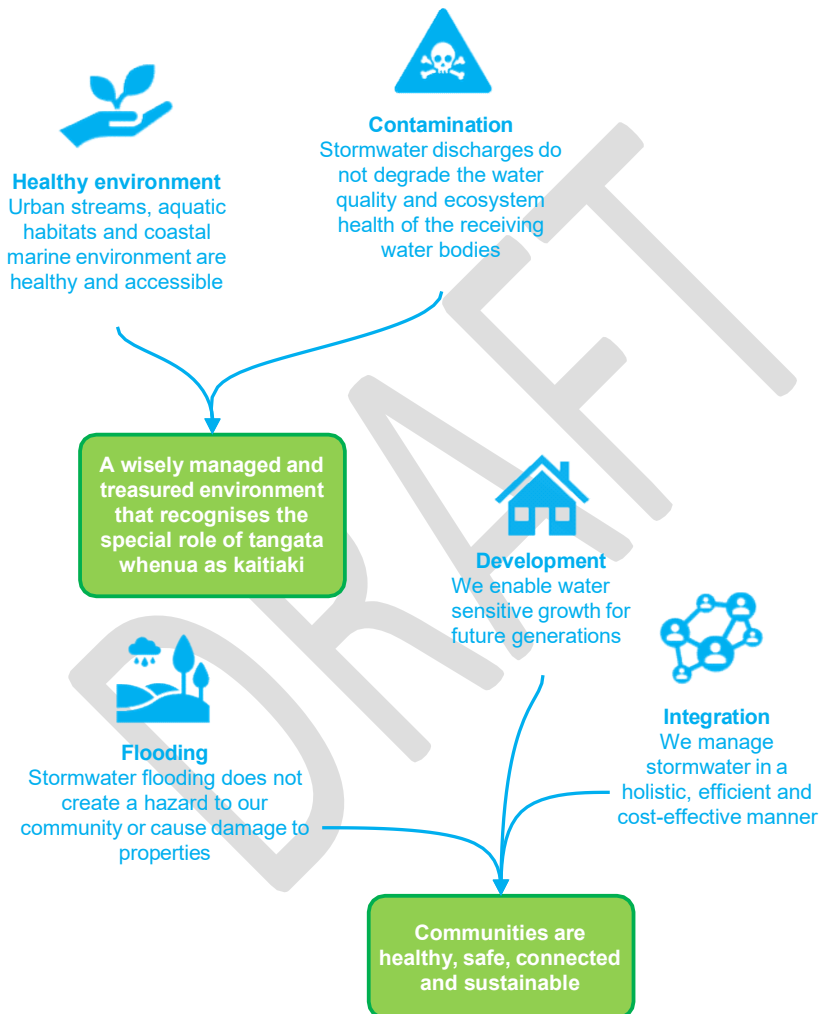 Contamination
Stormwater discharges do
not degrade the water
quality and ecosystem
health of the receiving
water bodies
Healthy environment
Urban streams, aquatic
habitats and coastal
marine environment are
healthy and accessible
A wisely managed and
treasured environment
that recognises the
special role of tangata
whenua as kaitiaki
Development
We enable water
sensitive growth for
future generations
Integration
We manage
stormwater in a
holistic, efficient and
cost-effective manner
Flooding
Stormwater flooding does not
create a hazard to our
community or cause damage to
properties
Communities are
healthy, safe, connected
and sustainable
DRAFT